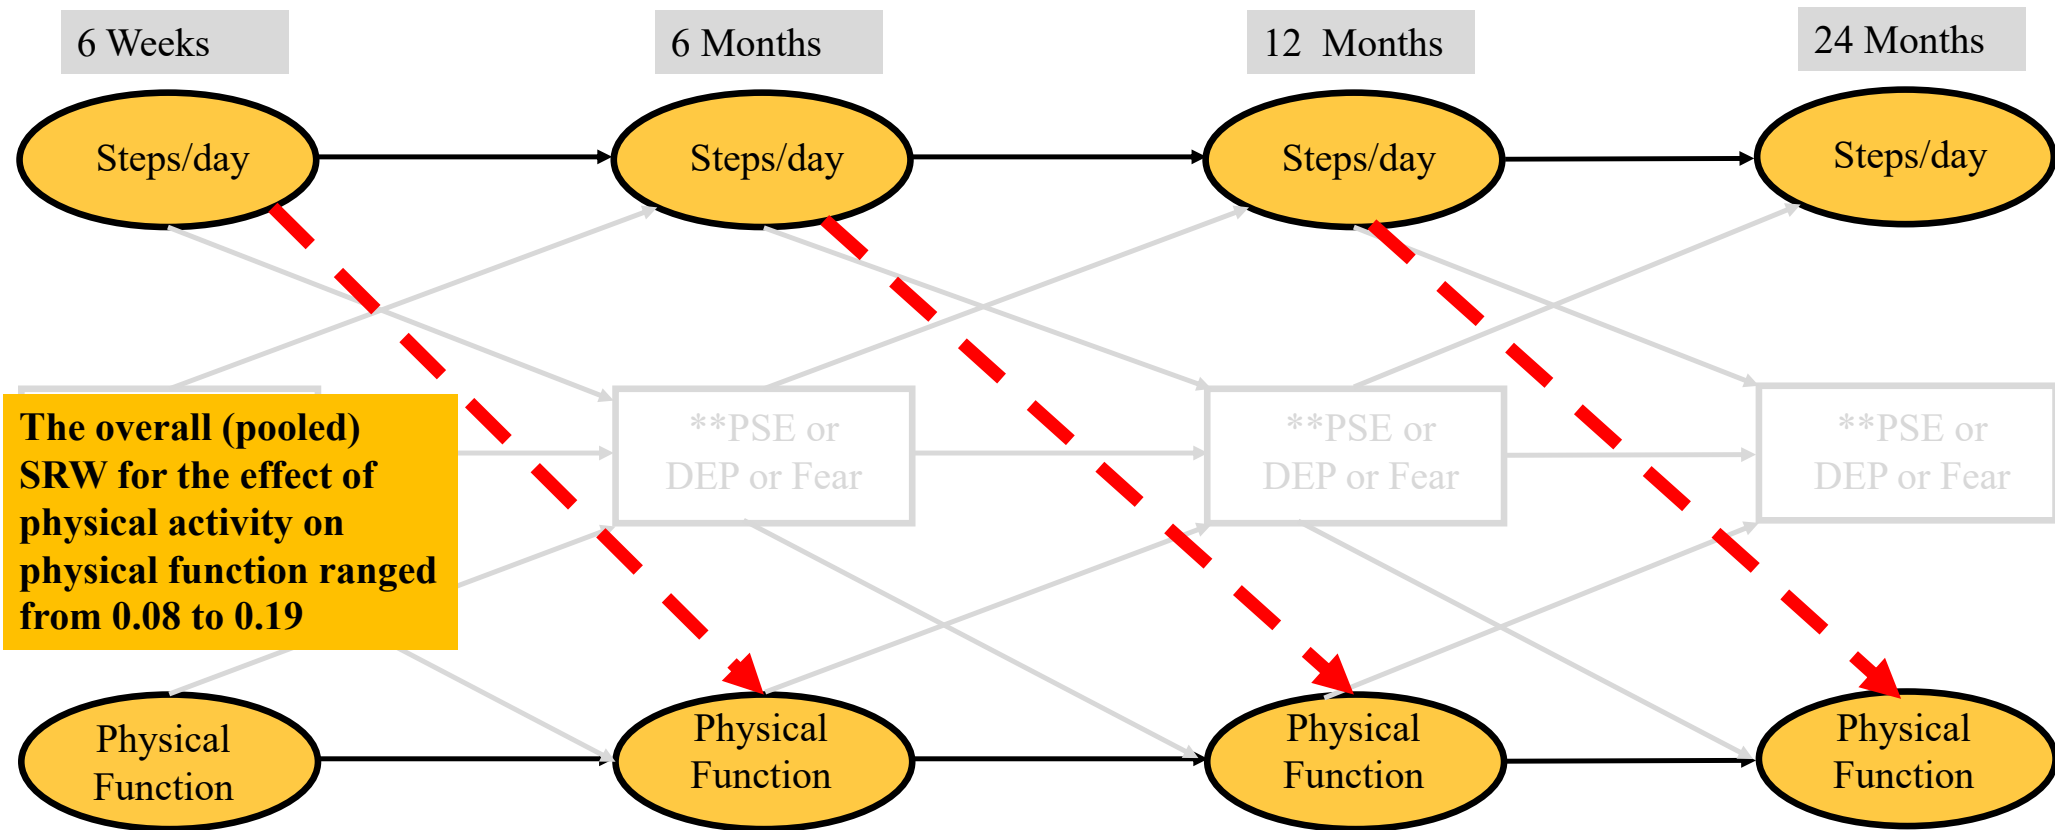 6 Weeks
6 Months
12 Months
24 Months
Steps/day
Steps/day
Steps/day
Steps/day
The overall (pooled)
SRW for the effect of
physical activity on
physical function ranged
from 0.08 to 0.19
**PSE or
DEP or Fear
**PSE or
DEP or Fear
**PSE or
DEP or Fear
Physical
Function
Physical
Function
Physical
Function
Physical
Function